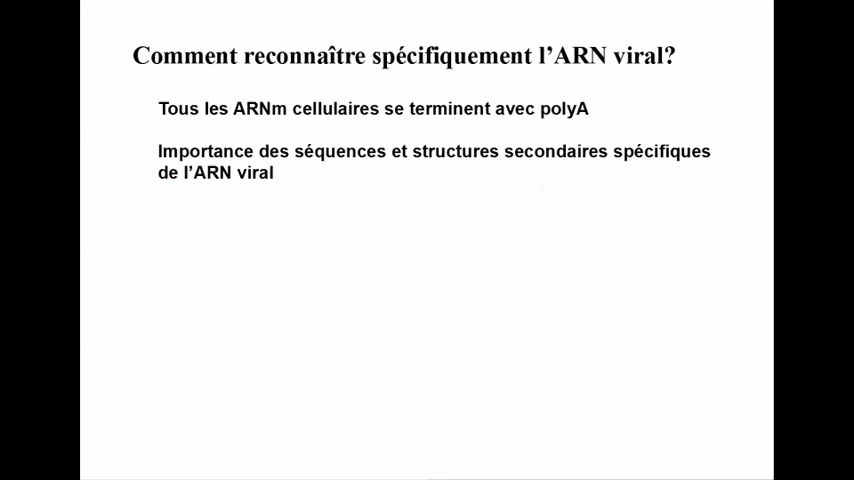 Comment reconnaître spécifiquement l’ARN viral?
Tous les ARNm cellulaires se terminent avec polyA
Importance des séquences et structures secondaires spécifiques
de l’ARN viral